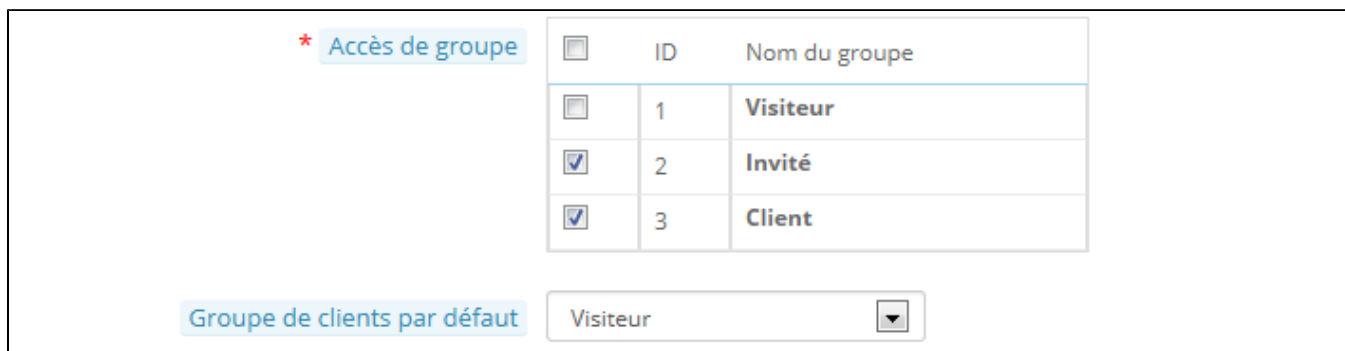 * Accès de groupe ID Nom du groupe
1 Visiteur
2 Invité
3 Client
Groupe de clients par défaut Visiteur